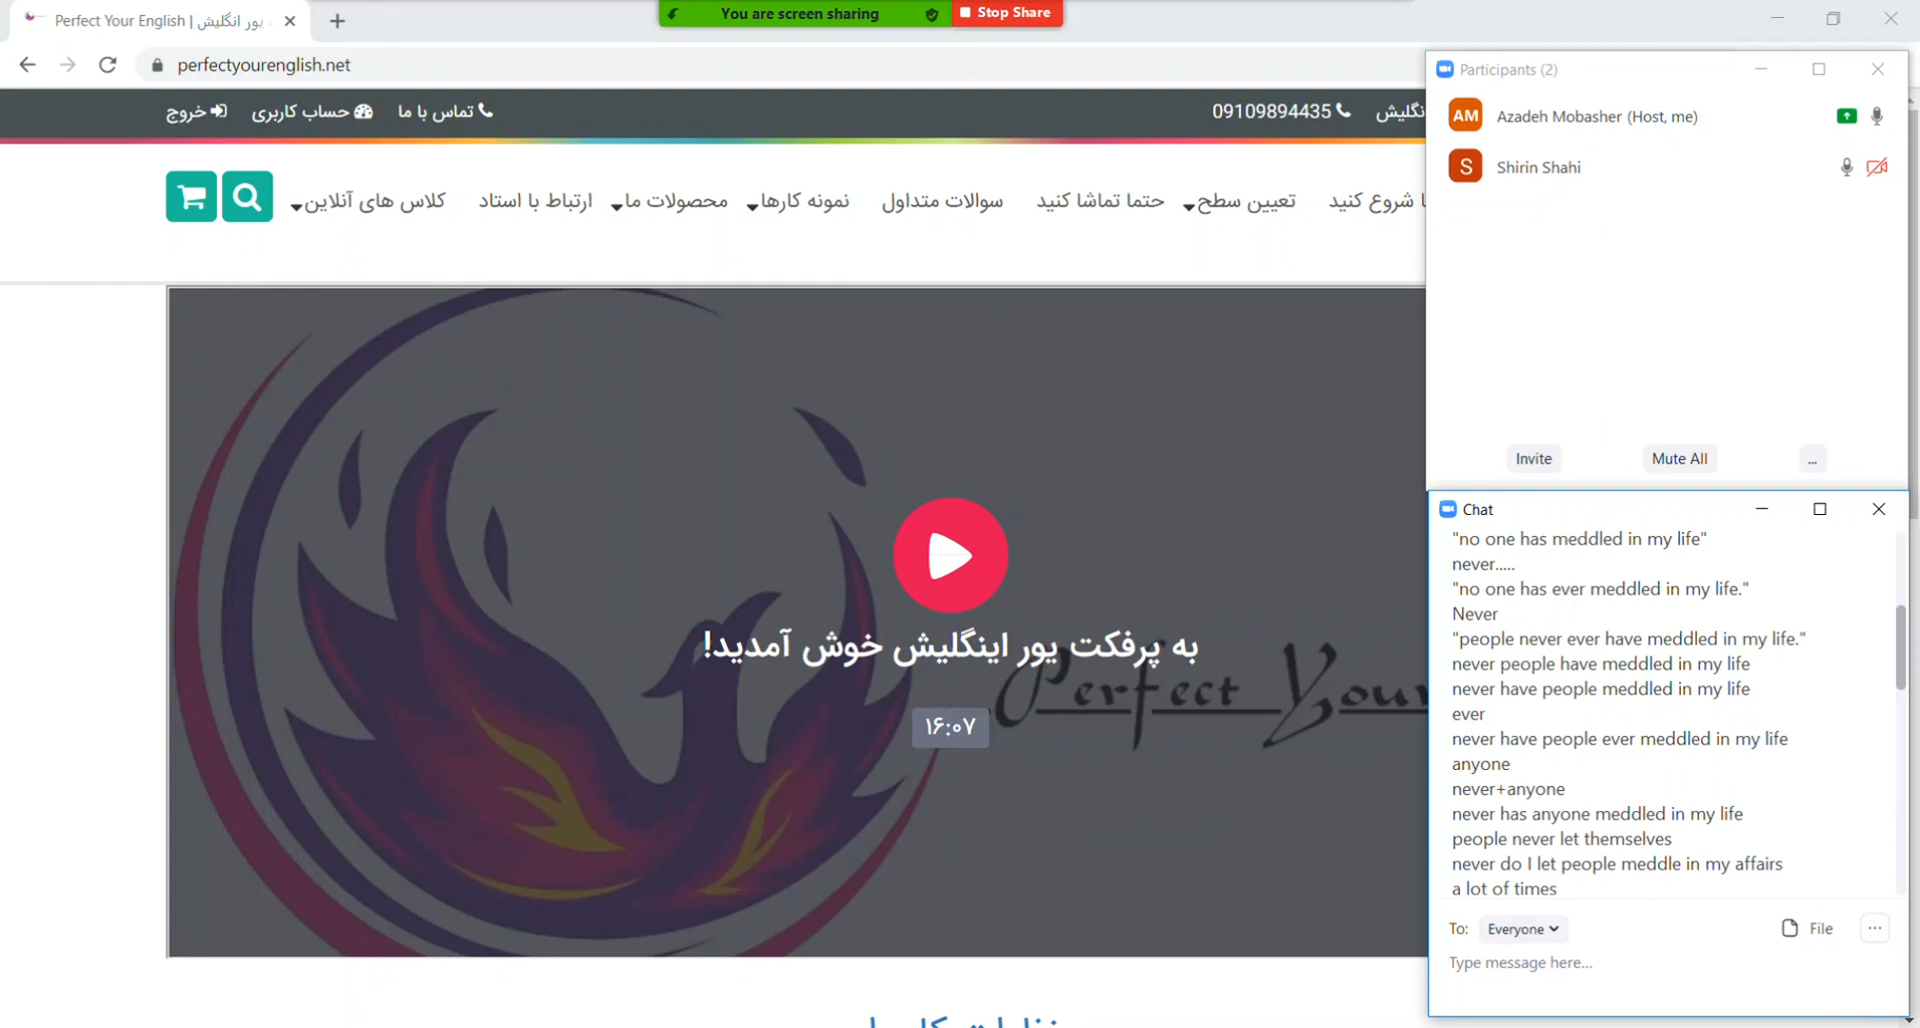 Perfect Your English | یور انگلیش
You are screen sharing
Stop Share
perfectyourenglish.net
خروج
حساب کاربری
تماس با ما
09109894435
نگلیش
کلاس های آنلاین
ارتباط با استاد
محصولات ما
نمونه کارها
سوالات متداول
حتما تماشا کنید
تعیین سطح
ا شروع کنید
به پرفکت یور اینگلیش خوش آمدید!
Perfect Your
۱۶:۰۷
Participants (2)
AM
Azadeh Mobasher (Host, me)
S
Shirin Shahi
Invite
Mute All
...
Chat
"no one has meddled in my life"
never.....
"no one has ever meddled in my life."
Never
"people never ever have meddled in my life."
never people have meddled in my life
never have people meddled in my life
ever
never have people ever meddled in my life
anyone
never+anyone
never has anyone meddled in my life
people never let themselves
never do I let people meddle in my affairs
a lot of times
To:
Everyone
File
...
Type message here...